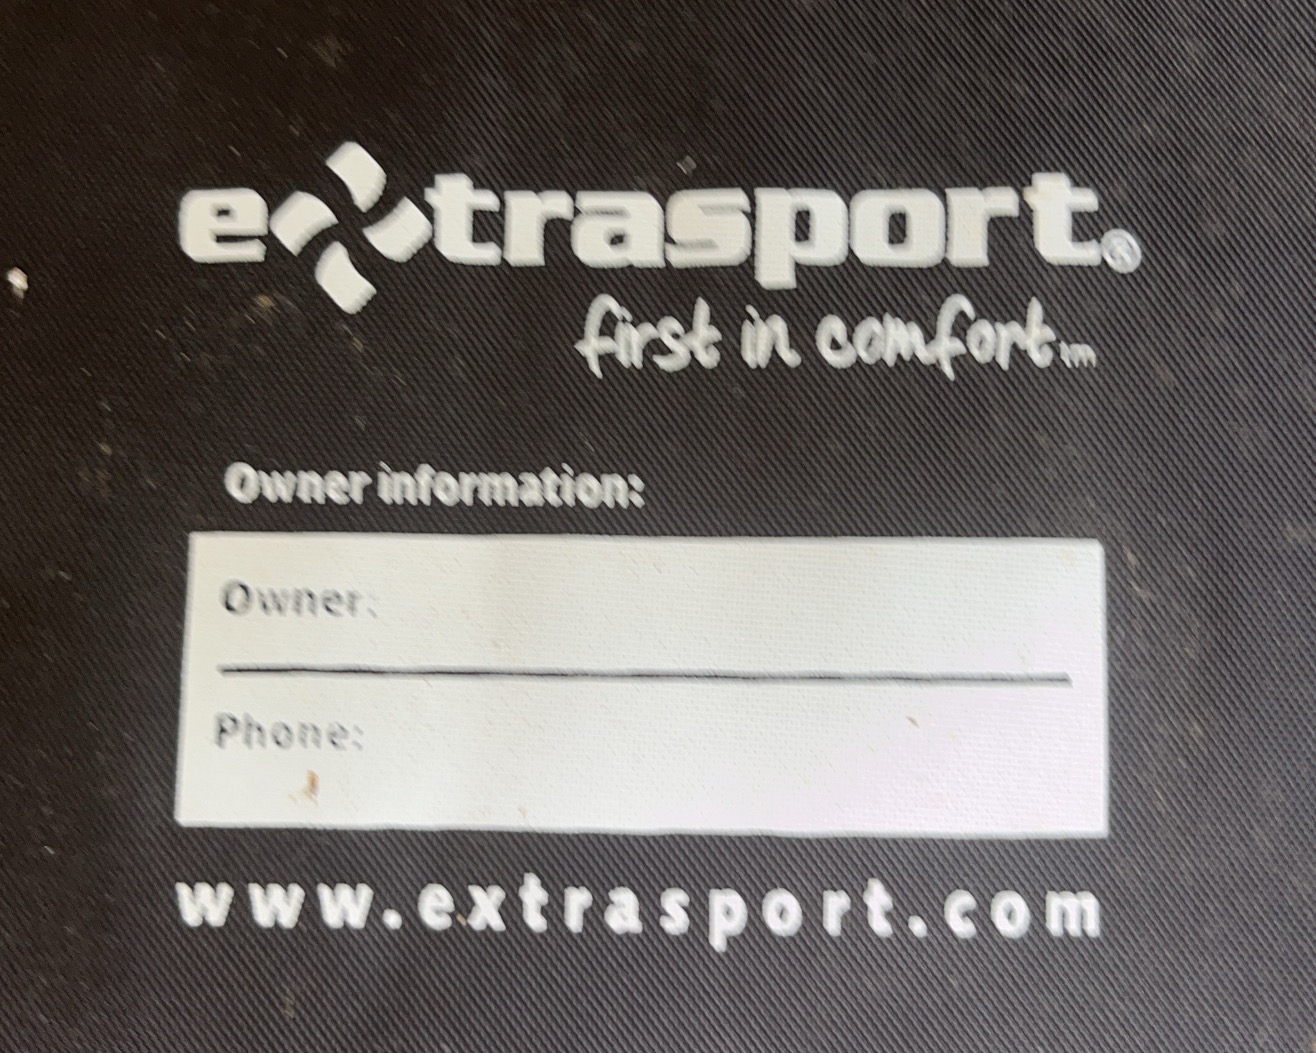 extrasport®
first in comfort™
Owner information:
Owner:
Phone:
www.extrasport.com